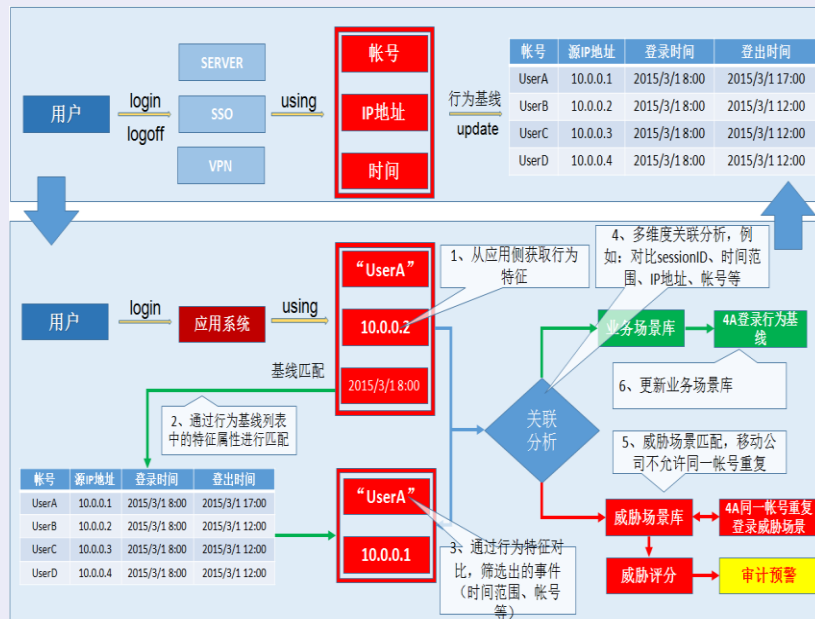 SERVER
用户
login
logoff
SSO
VPN
using
帐号
IP地址
时间
行为基线
update
帐号 源IP地址 登录时间 登出时间
UserA 10.0.0.1 2015/3/1 8:00 2015/3/1 17:00
UserB 10.0.0.2 2015/3/1 8:00 2015/3/1 12:00
UserC 10.0.0.3 2015/3/1 8:00 2015/3/1 12:00
UserD 10.0.0.4 2015/3/1 8:00 2015/3/1 12:00
用户
login
应用系统
using
“UserA”
10.0.0.2
2015/3/1 8:00
1、从应用侧获取行为
特征
4、多维度关联分析，例
如：对比sessionID、时间范
围、IP地址、帐号等
基线匹配
2、通过行为基线列表
中的特征属性进行匹配
帐号 源IP地址 登录时间 登出时间
UserA 10.0.0.1 2015/3/1 8:00 2015/3/1 17:00
UserB 10.0.0.2 2015/3/1 8:00 2015/3/1 12:00
UserC 10.0.0.3 2015/3/1 8:00 2015/3/1 12:00
UserD 10.0.0.4 2015/3/1 8:00 2015/3/1 12:00
“UserA”
10.0.0.1
3、通过行为特征对
比，筛选出的事件
（时间范围、帐号
等）
关联
分析
业务场景库
4A登录行为基
线
6、更新业务场景库
5、威胁场景匹配，移动公
司不允许同一帐号重复
威胁场景库
4A同一帐号重复
登录威胁场景
威胁评分
审计预警